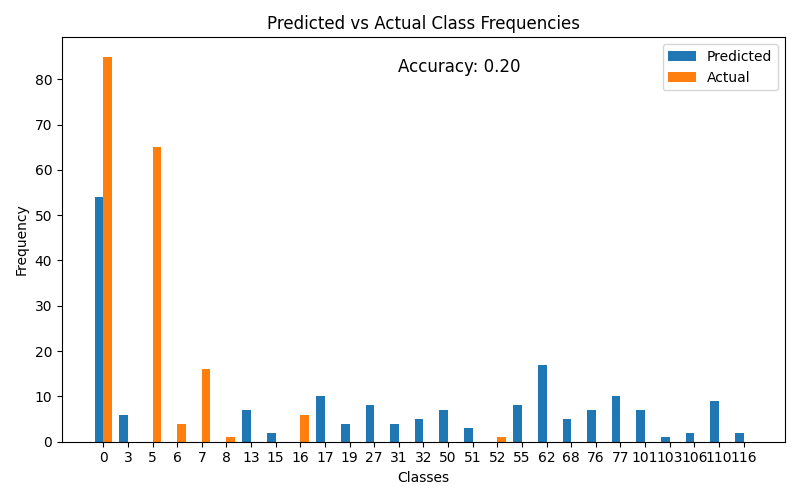 Predicted vs Actual Class Frequencies
Accuracy: 0.20
Predicted
Actual
Frequency
80
70
60
50
40
30
20
10
0
0 3 5 6 7 8 13 15 16 17 19 27 31 32 50 51 52 55 62 68 76 77 101 103 106 110 116
Classes